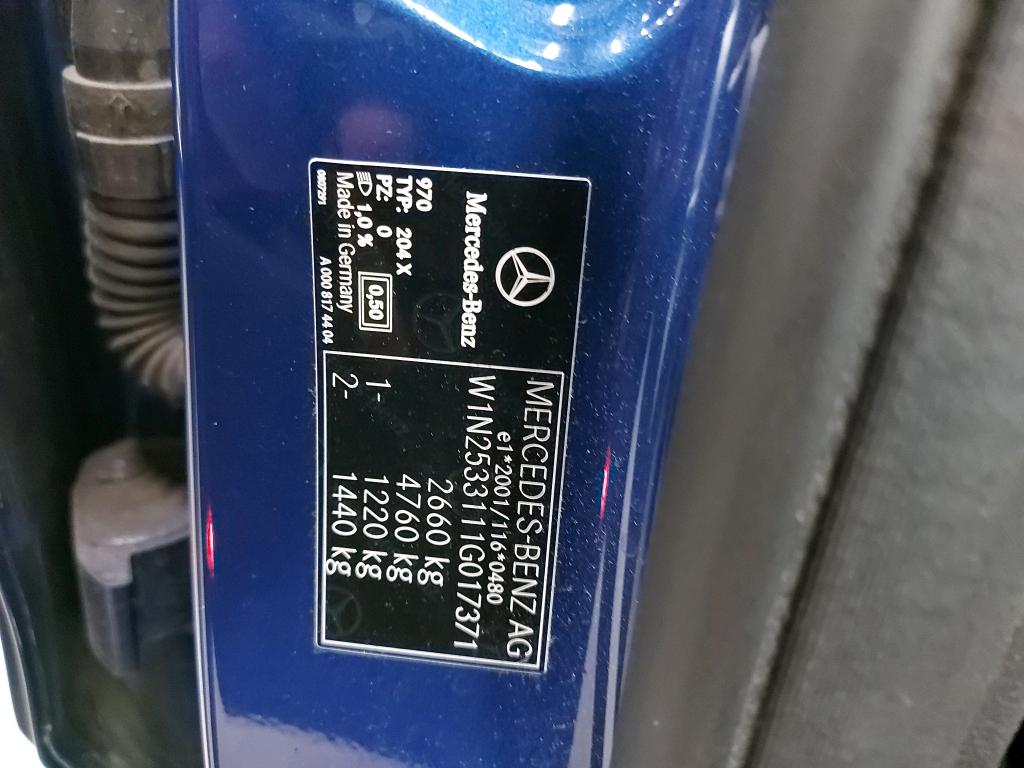 Mercedes-Benz
970
TYP: 204 X
PZ: 0
1,0 %
0,50
Made in Germany
A 000 817 44 04
MERCEDES-BENZ AG
e1*2001/116*0480
W1N2533111G017371
2660 kg
4760 kg
1- 1220 kg
2- 1440 kg